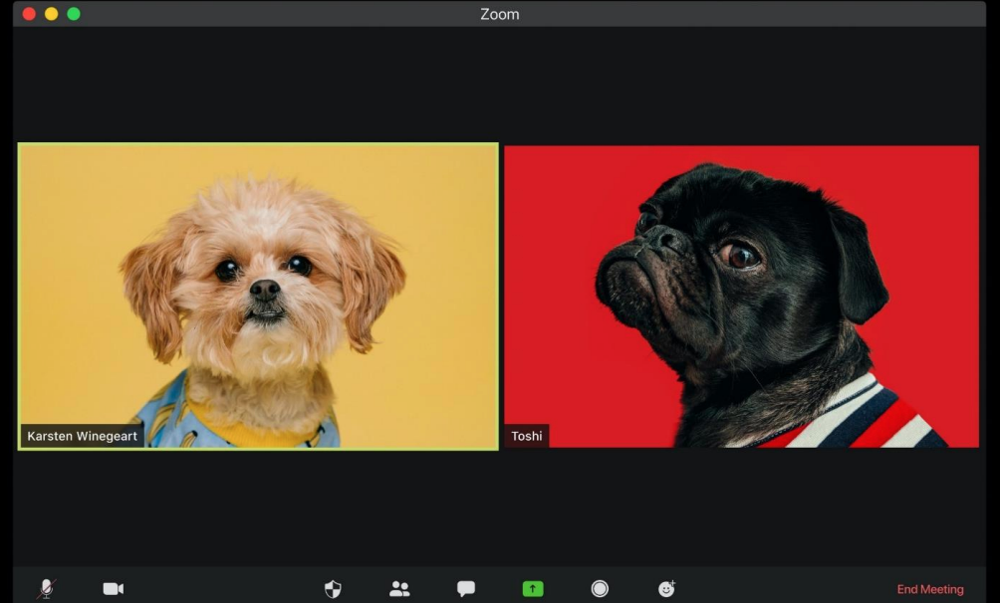 Zoom
Karsten Winegeart
Toshi
End Meeting